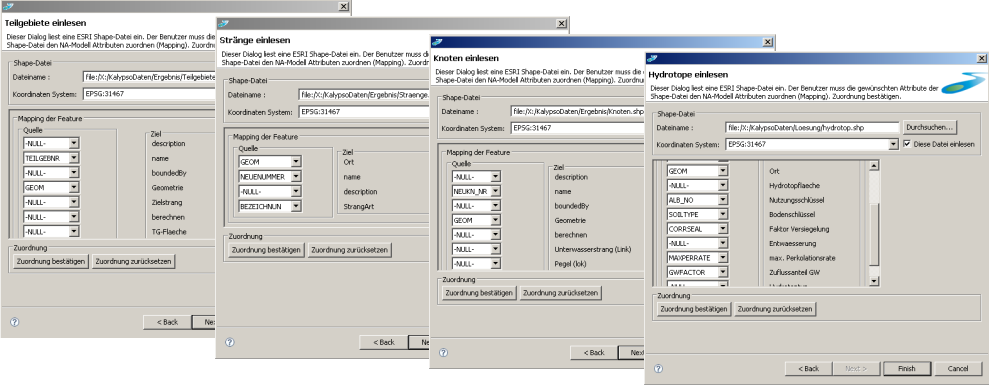 Teilgebiete einlesen
Dieser Dialog liest eine ESRI Shape-Datei ein. Der Benutzer muss die
Shape-Datei den NA-Modell Attributen zuordnen (Mapping). Zuordn
Shape-Datei
Dateiname : file:/X:/KalypsoDaten/Ergebnis/Teilgebiete
Koordinaten System: EPSG:31467
Mapping der Feature
Quelle Ziel
-NULL- description
TEILGEBNR name
-NULL- boundedBy
GEOM Geometrie
-NULL- Zielstrang
-NULL- berechnen
-NULL- TG-Flaeche
Zuordnung
Zuordnung bestätigen Zuordnung zurücksetzen
< Back Ne
Stränge einlesen
Dieser Dialog liest eine ESRI Shape-Datei ein. Der Benutzer muss d
Shape-Datei den NA-Modell Attributen zuordnen (Mapping). Zuord
Shape-Datei
Dateiname : file:/X:/KalypsoDaten/Ergebnis/Straenge.
Koordinaten System: EPSG:31467
Mapping der Feature
Quelle Ziel
GEOM Ort
NEUENUMMER name
-NULL- description
BEZEICHNUN StrangArt
Zuordnung
Zuordnung bestätigen Zuordnung zurücksetzen
< Back Ne
Knoten einlesen
Dieser Dialog liest eine ESRI Shape-Datei ein. Der Benutzer muss die
Shape-Datei den NA-Modell Attributen zuordnen (Mapping). Zuord
Shape-Datei
Dateiname : file:/X:/KalypsoDaten/Ergebnis/Knoten.shp
Koordinaten System: EPSG:31467
Mapping der Feature
Quelle Ziel
-NULL- description
NEUKN_NR name
-NULL- boundedBy
GEOM Geometrie
-NULL- berechnen
-NULL- Unterwasserstrang (Link)
-NULL- Pegel (lok)
Zuordnung
Zuordnung bestätigen Zuordnung zurücksetzen
< Back Next
Hydrotope einlesen
Dieser Dialog liest eine ESRI Shape-Datei ein. Der Benutzer muss die gewünschten Attribute der
Shape-Datei den NA-Modell Attributen zuordnen (Mapping). Zuordnung bestätigen.
Shape-Datei
Dateiname : file:/X:/KalypsoDaten/Loesung/hydrotop.shp Durchsuchen...
Koordinaten System: EPSG:31467 Diese Datei einlesen
GEOM Ort
-NULL- Hydrotopflaeche
ALB_NO Nutzungsschlüssel
SOILTYPE Bodenschlüssel
CORRSEAL Faktor Versiegelung
-NULL- Entwaesserung
MAXPERRATE max. Perkolationsrate
GWFACTOR Zuflussanteil GW
-NULL-
Zuordnung
Zuordnung bestätigen Zuordnung zurücksetzen
< Back Next > Finish Cancel